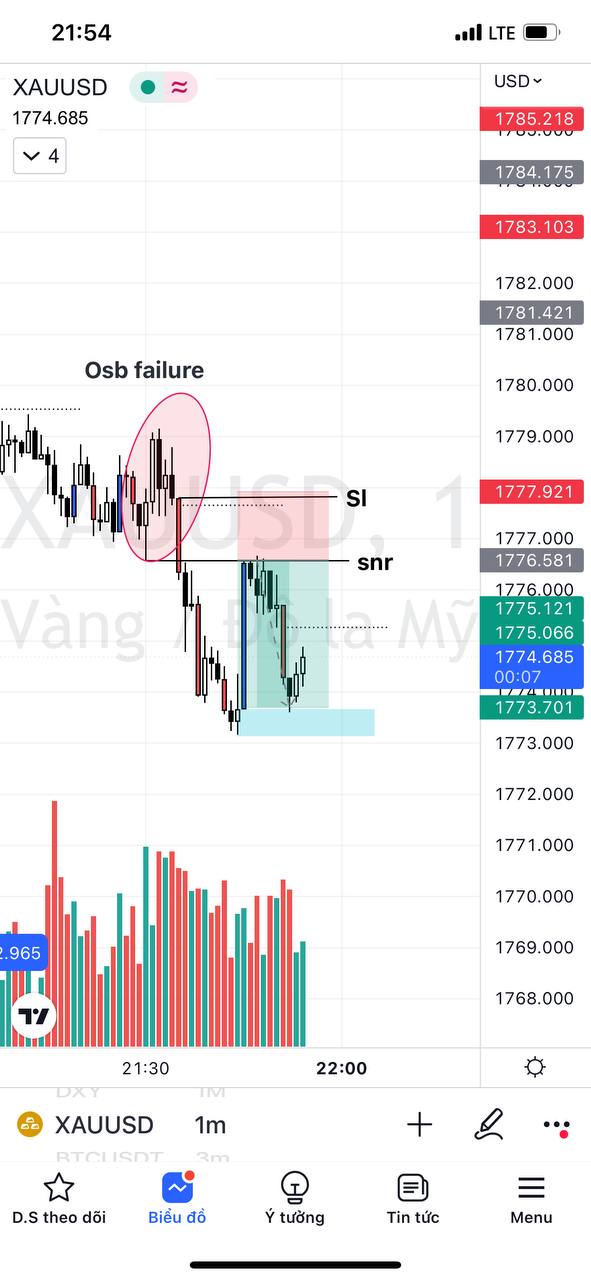 21:54
LTE
XAUUSD
≈
USD
1774.685
4
1785.218
1784.175
1783.103
1782.000
1781.421
1781.000
Osb failure
1780.000
1779.000
XAUUSD, 1
1777.921
Sl
1777.000
1776.581
snr
1776.000
1775.121
Vàng / Đô la Mỹ
1775.066
1774.685
00:07
1774.000
1773.701
1773.000
1772.000
1771.000
1770.000
2.965
1769.000
1768.000
21:30
22:00
DXY 1M
XAUUSD 1m
BTCUSDT 3m
D.S theo dõi
Biểu đồ
Ý tưởng
Tin tức
Menu